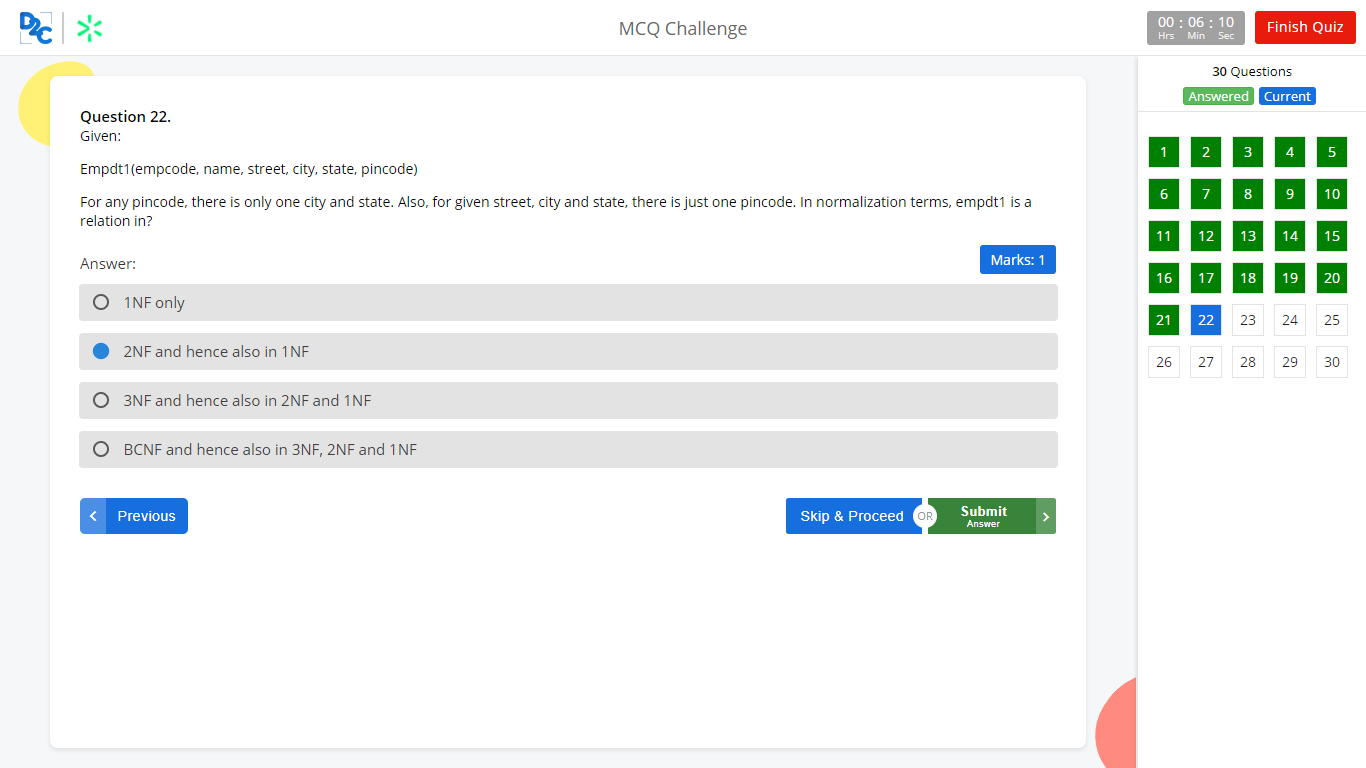 D2C
MCQ Challenge
00 : 06 : 10
Hrs Min Sec
Finish Quiz
30 Questions
Answered Current
Question 22.
Given:
Empdt1(empcode, name, street, city, state, pincode)
For any pincode, there is only one city and state. Also, for given street, city and state, there is just one pincode. In normalization terms, empdt1 is a
relation in?
Answer:
Marks: 1
1NF only
2NF and hence also in 1NF
3NF and hence also in 2NF and 1NF
BCNF and hence also in 3NF, 2NF and 1NF
Previous
Skip & Proceed
OR
Submit
Answer
1 2 3 4 5
6 7 8 9 10
11 12 13 14 15
16 17 18 19 20
21 22 23 24 25
26 27 28 29 30